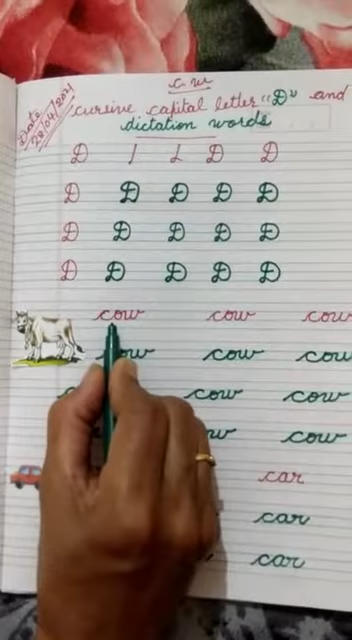 C.W
Date
28/04/2021
cursive capital letter "D" and
dictation words
D D D
D D D D D
D D D D D
D D D D D
cow cow cow
cow cow cow
cow cow
cow
car
car
car